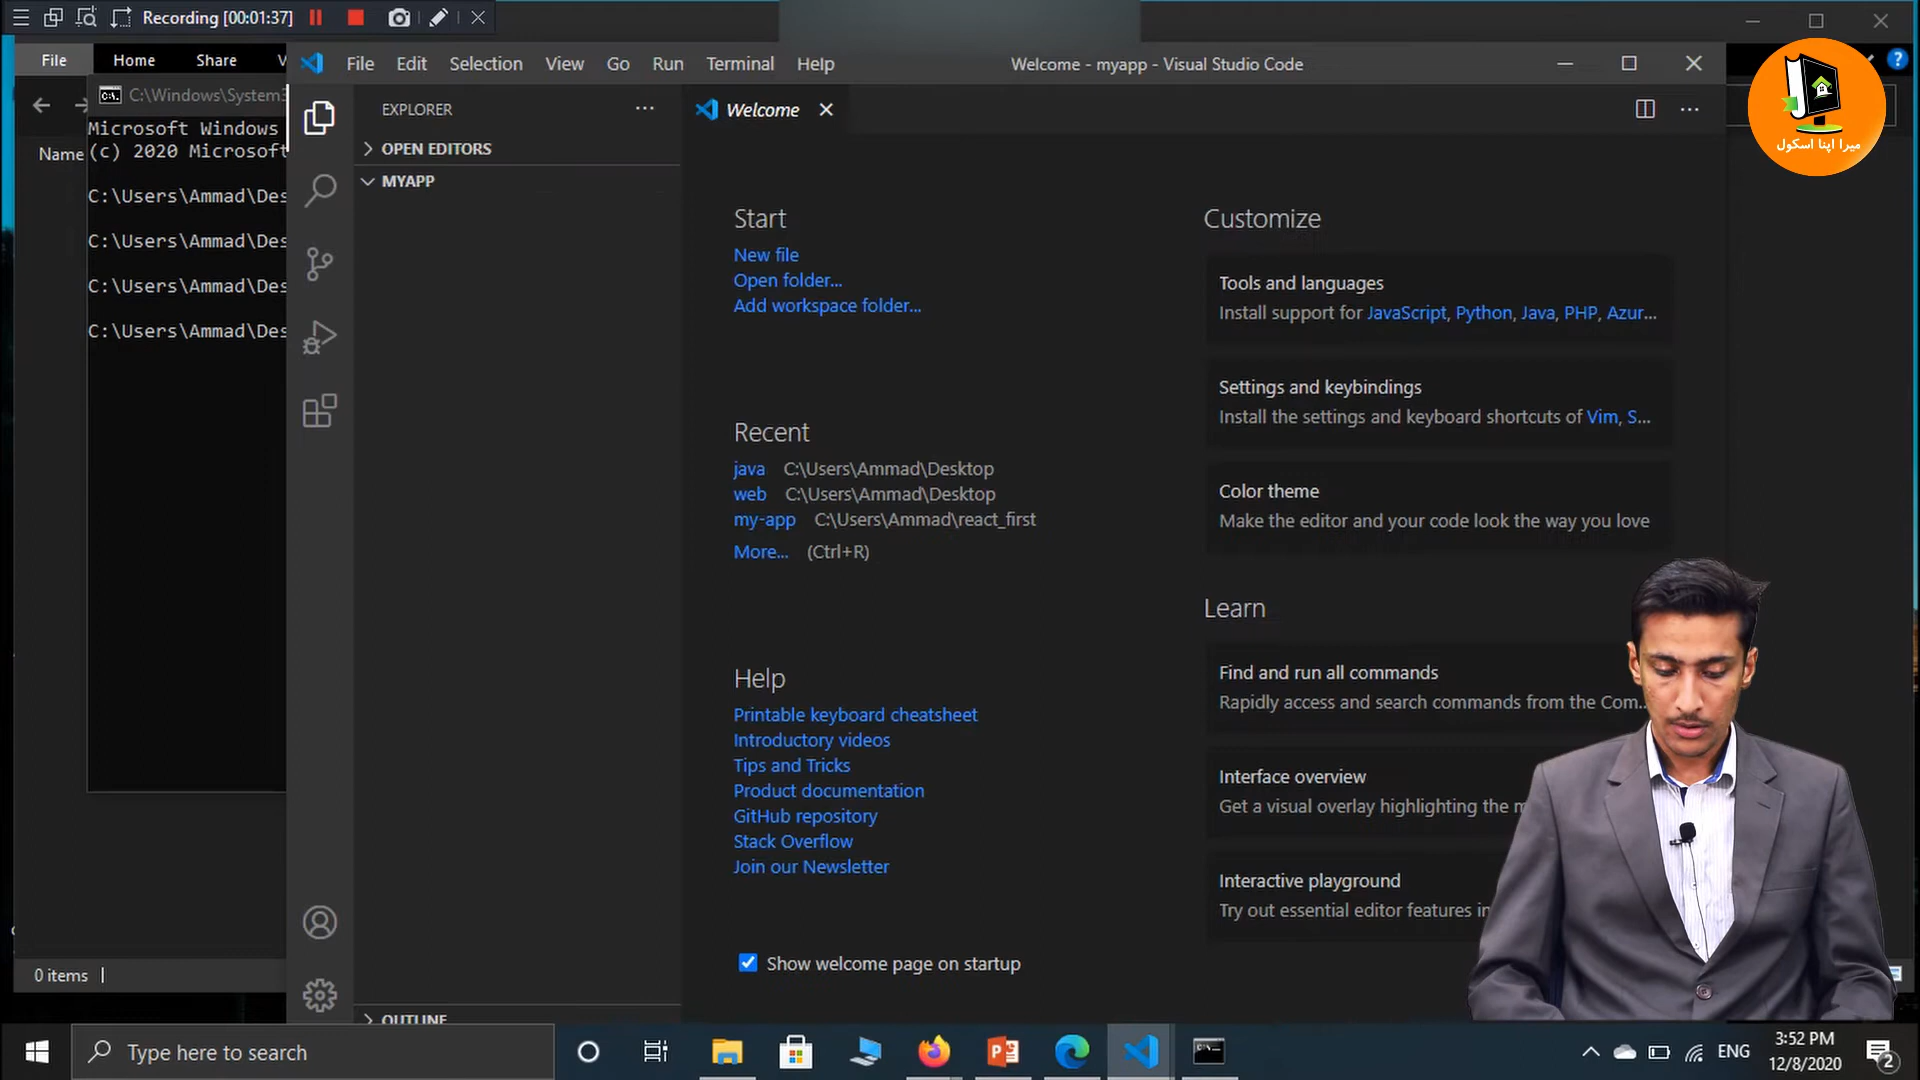 Recording [00:01:37]
File
Home
Share
V
C:\Windows\System3
Microsoft Windows
(c) 2020 Microsoft
Name
C:\Users\Ammad\Des
C:\Users\Ammad\Des
C:\Users\Ammad\Des
C:\Users\Ammad\Des
0 items
File Edit Selection View Go Run Terminal Help
Welcome - myapp - Visual Studio Code
EXPLORER
OPEN EDITORS
MYAPP
OUTLINE
Welcome
Start
New file
Open folder...
Add workspace folder...
Recent
java C:\Users\Ammad\Desktop
web C:\Users\Ammad\Desktop
my-app C:\Users\Ammad\react_first
More... (Ctrl+R)
Help
Printable keyboard cheatsheet
Introductory videos
Tips and Tricks
Product documentation
GitHub repository
Stack Overflow
Join our Newsletter
Show welcome page on startup
Customize
Tools and languages
Install support for JavaScript, Python, Java, PHP, Azur...
Settings and keybindings
Install the settings and keyboard shortcuts of Vim, S...
Color theme
Make the editor and your code look the way you love
Learn
Find and run all commands
Rapidly access and search commands from the Com...
Interface overview
Get a visual overlay highlighting the m
Interactive playground
Try out essential editor features in
میرا اپنا اسکول
Type here to search
ENG
3:52 PM
12/8/2020
2